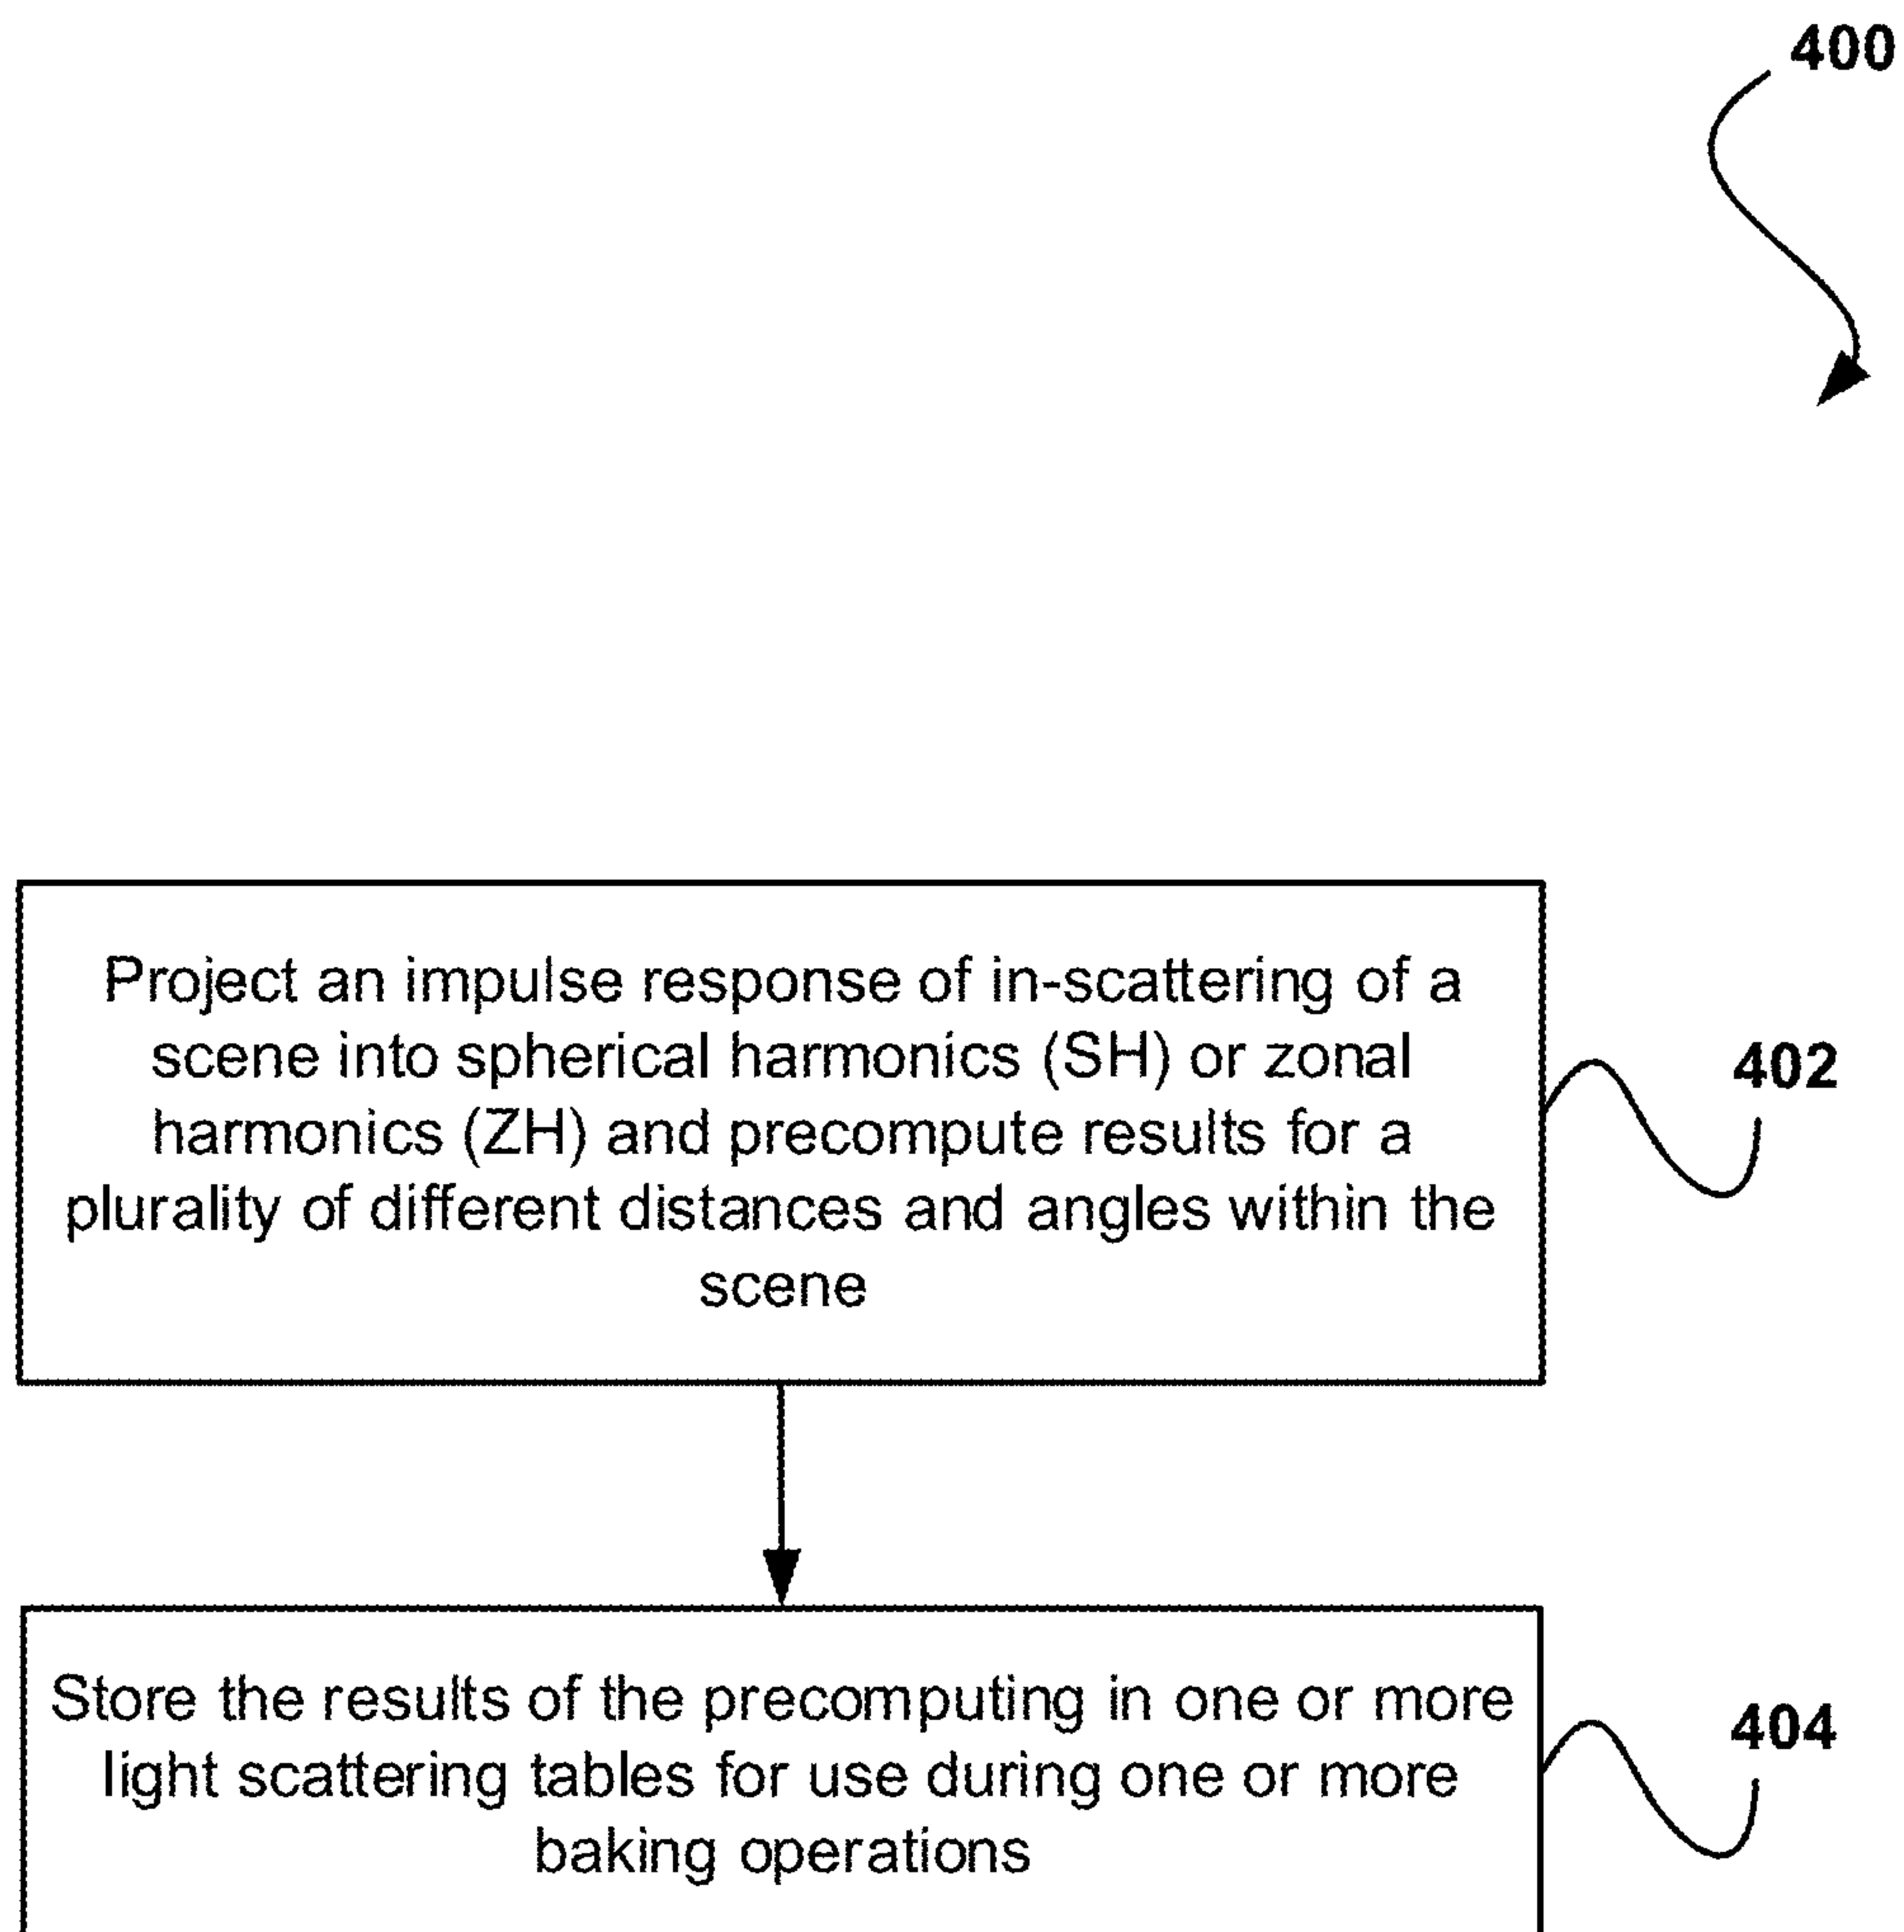 400
Project an impulse response of in-scattering of a
scene into spherical harmonics (SH) or zonal
harmonics (ZH) and precompute results for a
plurality of different distances and angles within the
scene
402
Store the results of the precomputing in one or more
light scattering tables for use during one or more
baking operations
404